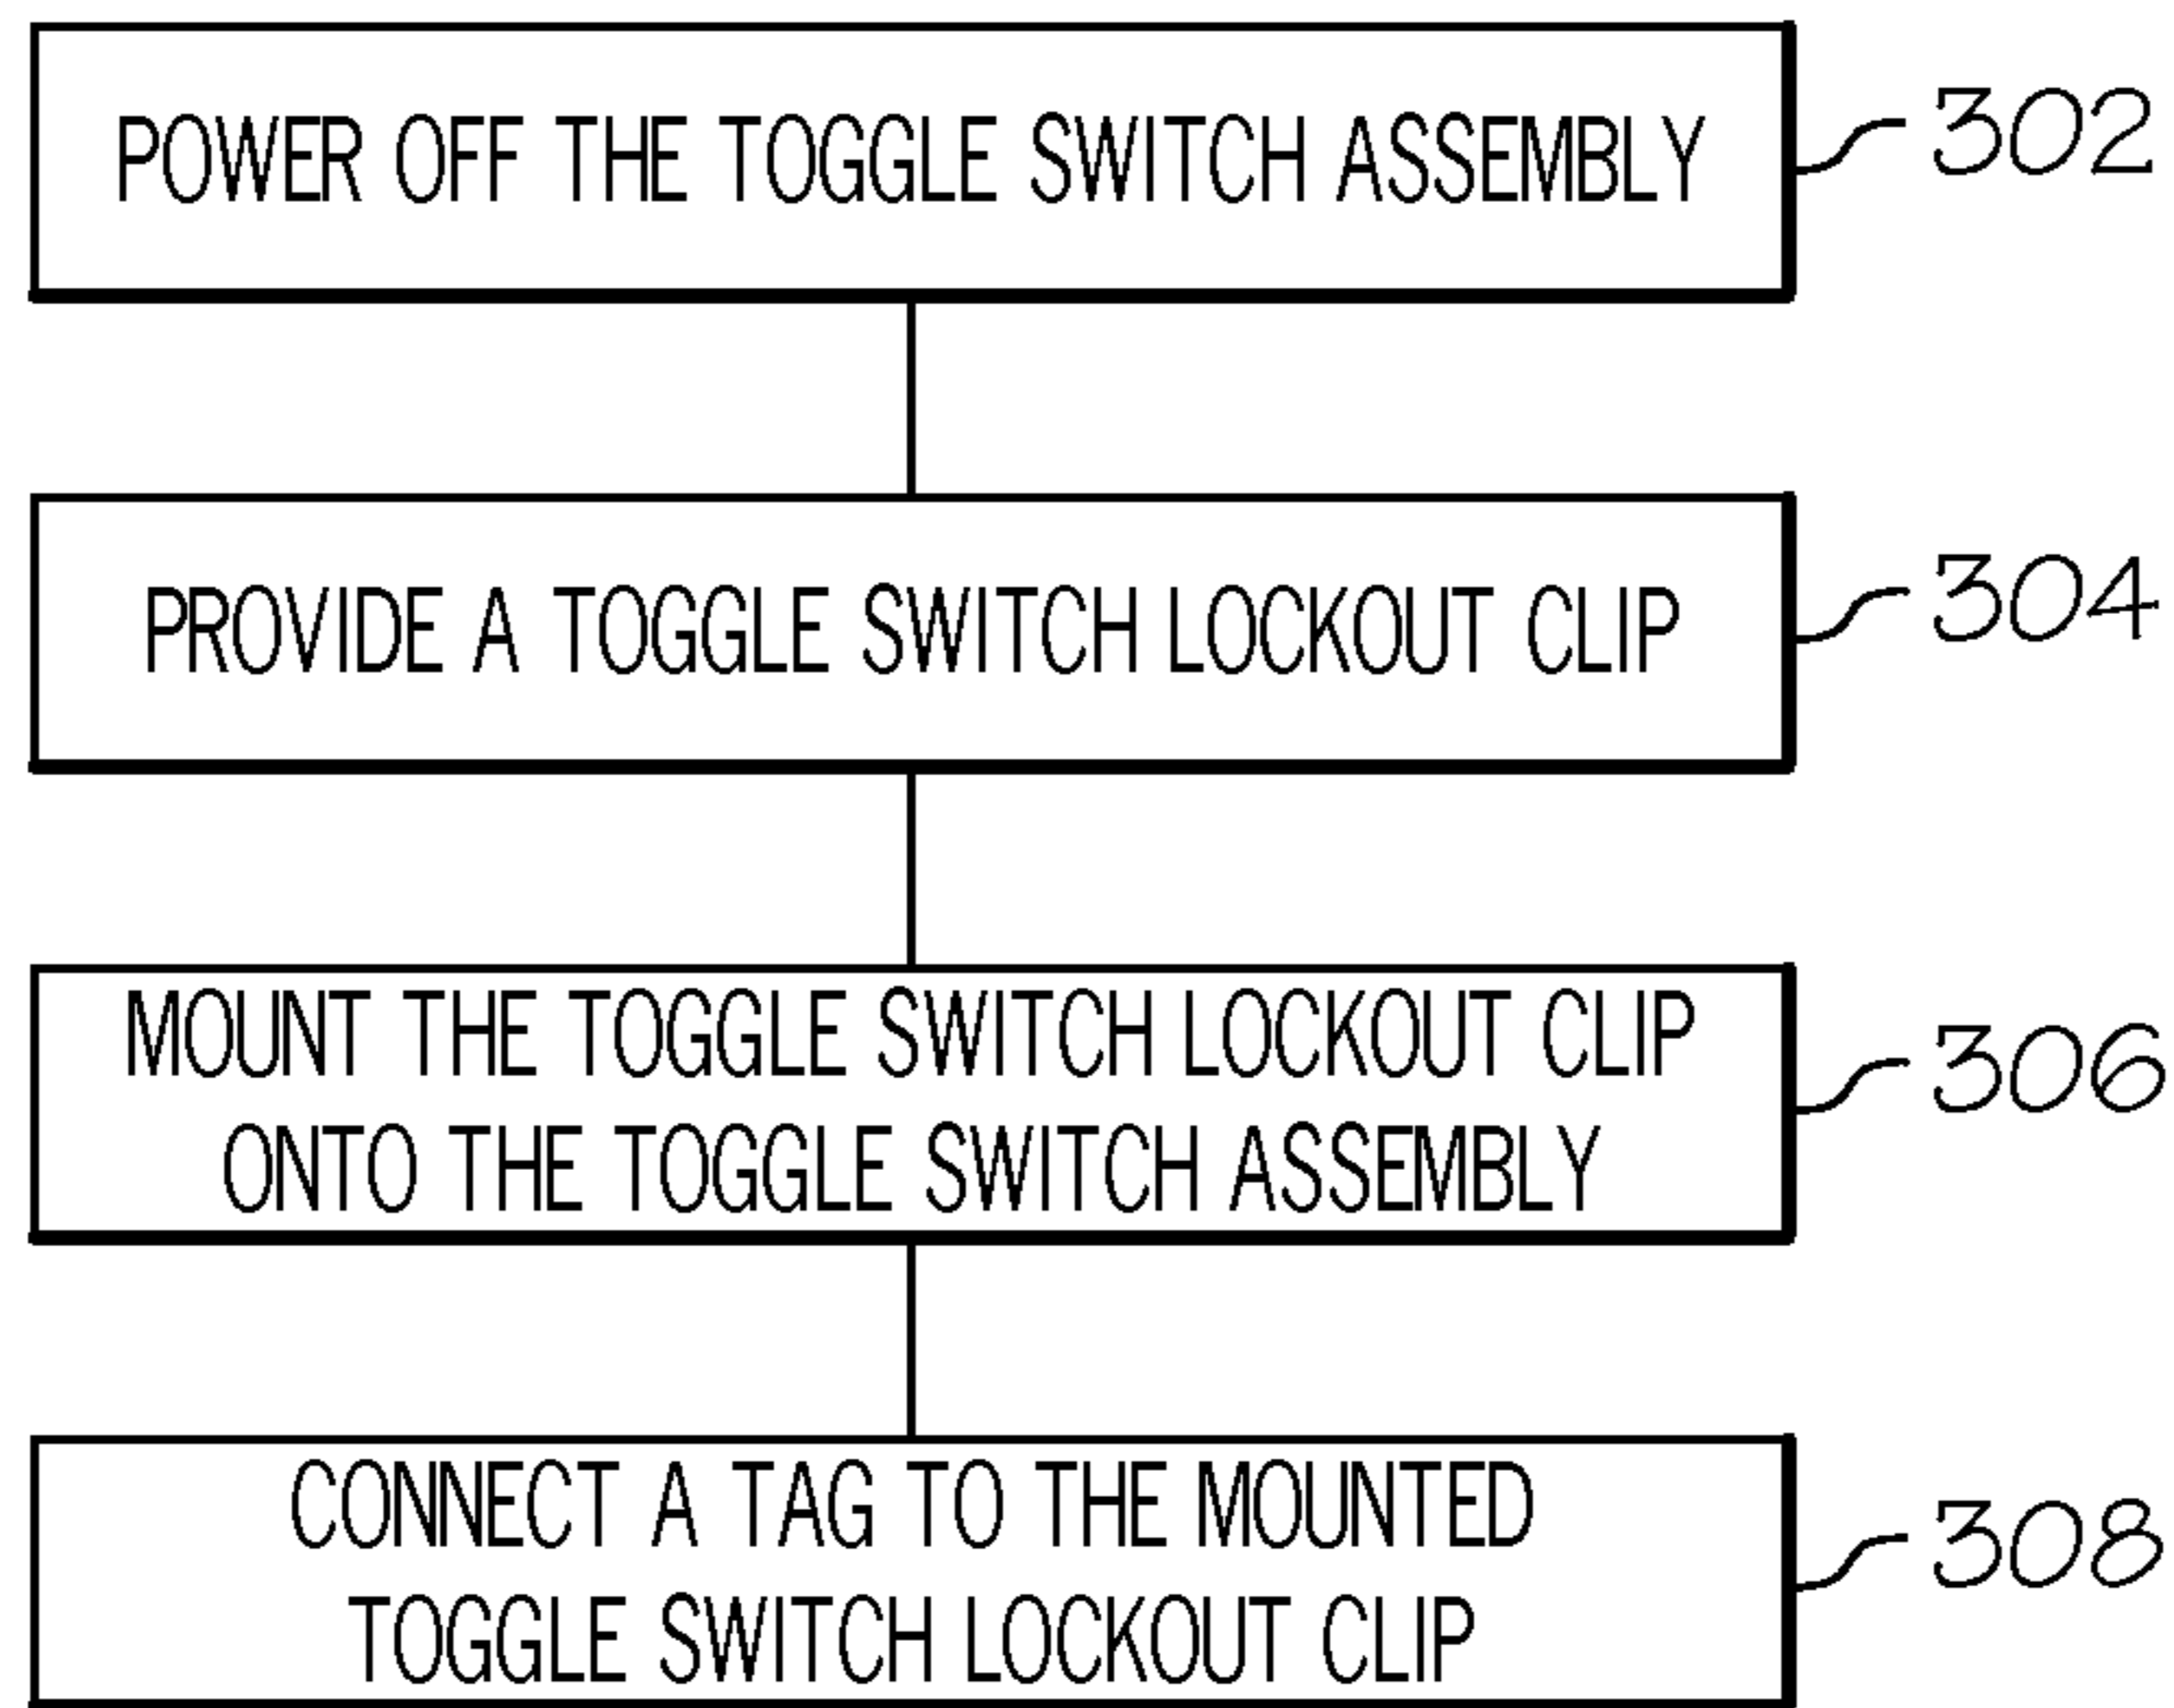 POWER OFF THE TOGGLE SWITCH ASSEMBLY
302
PROVIDE A TOGGLE SWITCH LOCKOUT CLIP
304
MOUNT THE TOGGLE SWITCH LOCKOUT CLIP
ONTO THE TOGGLE SWITCH ASSEMBLY
306
CONNECT A TAG TO THE MOUNTED
TOGGLE SWITCH LOCKOUT CLIP
308